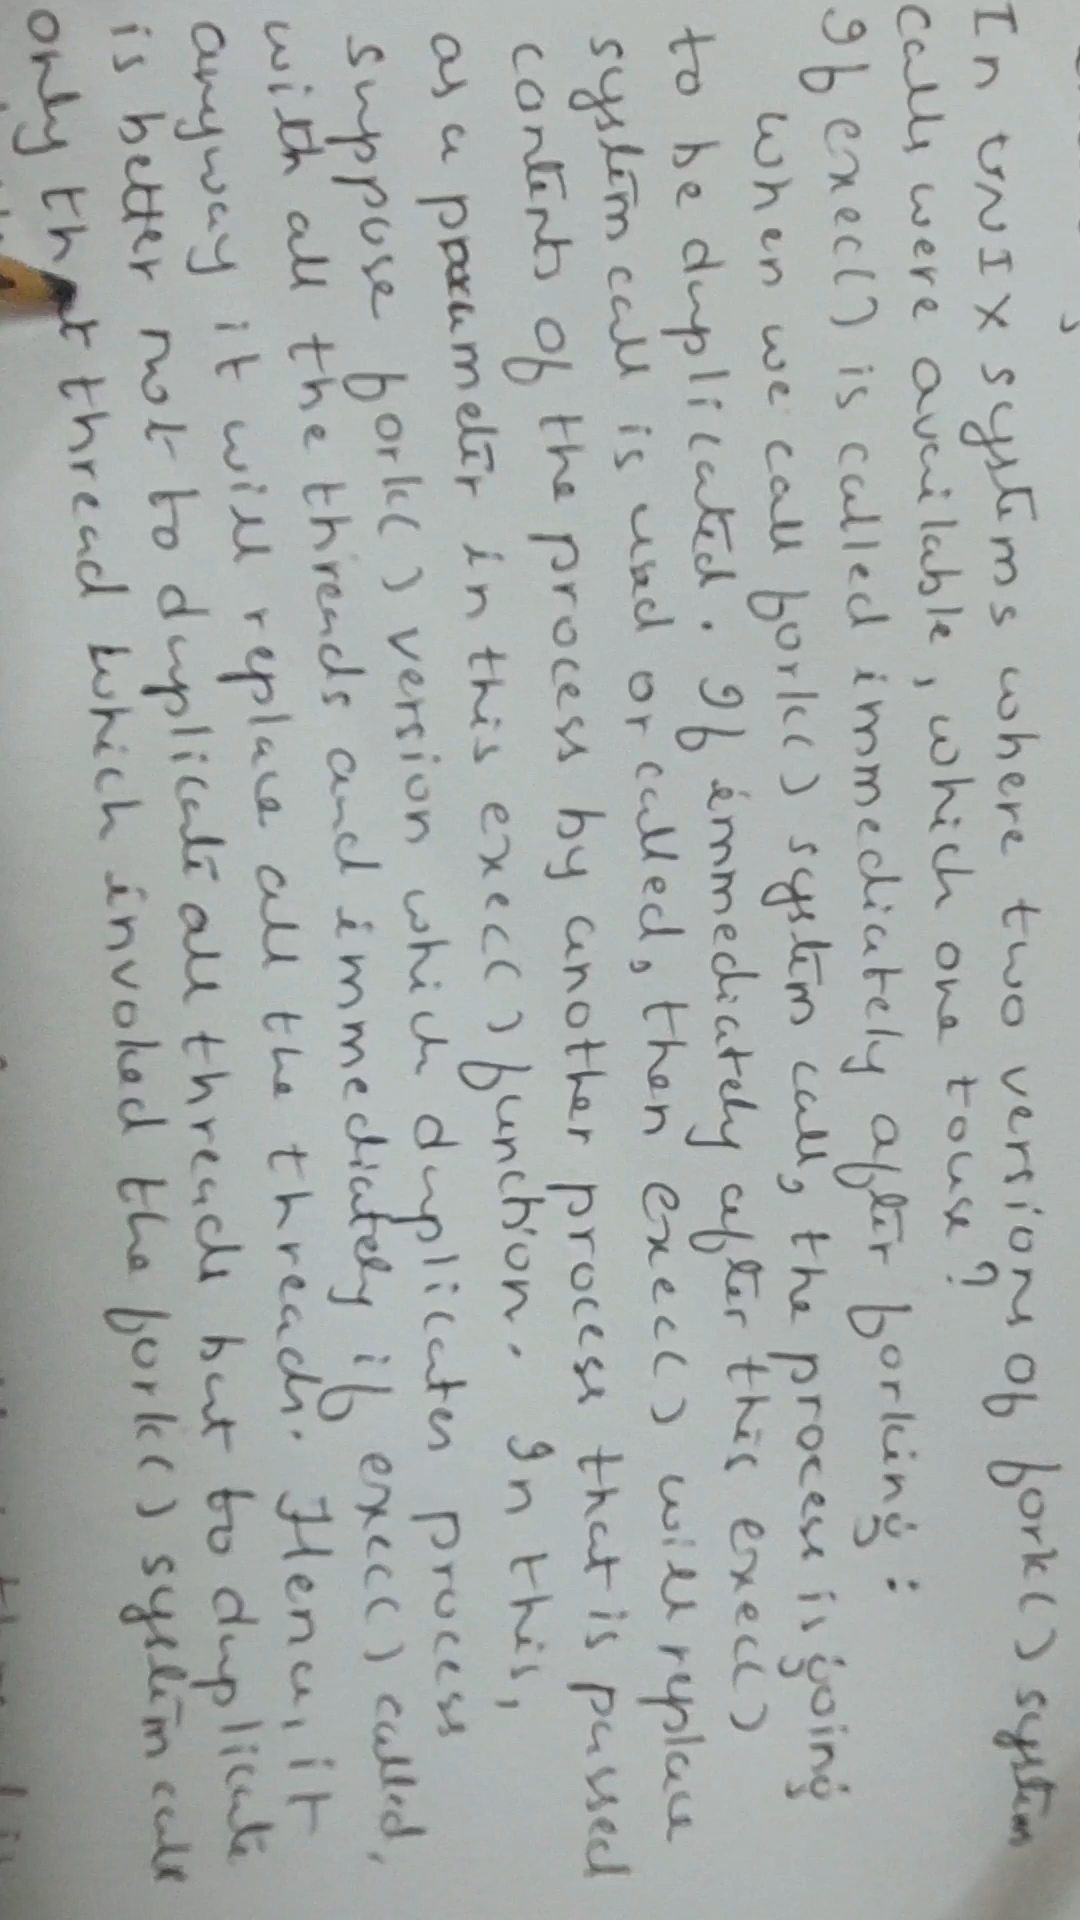 In UNIX systems where two versions of fork() system
calls were available, which one to use?
If exec() is called immediately after forking :
when we call fork() system call, the process is going
to be duplicated. If immediately after this exec()
system call is used or called, then exec() will replace
contents of the process by another process that is passed
as a parameter in this exec() function. In this,
suppose fork() version which duplicates process
with all the threads and immediately if exec() called,
anyway it will replace all the threads. Hence, it
is better not to duplicate all threads but to duplicate
only that thread which invoked the fork() system call